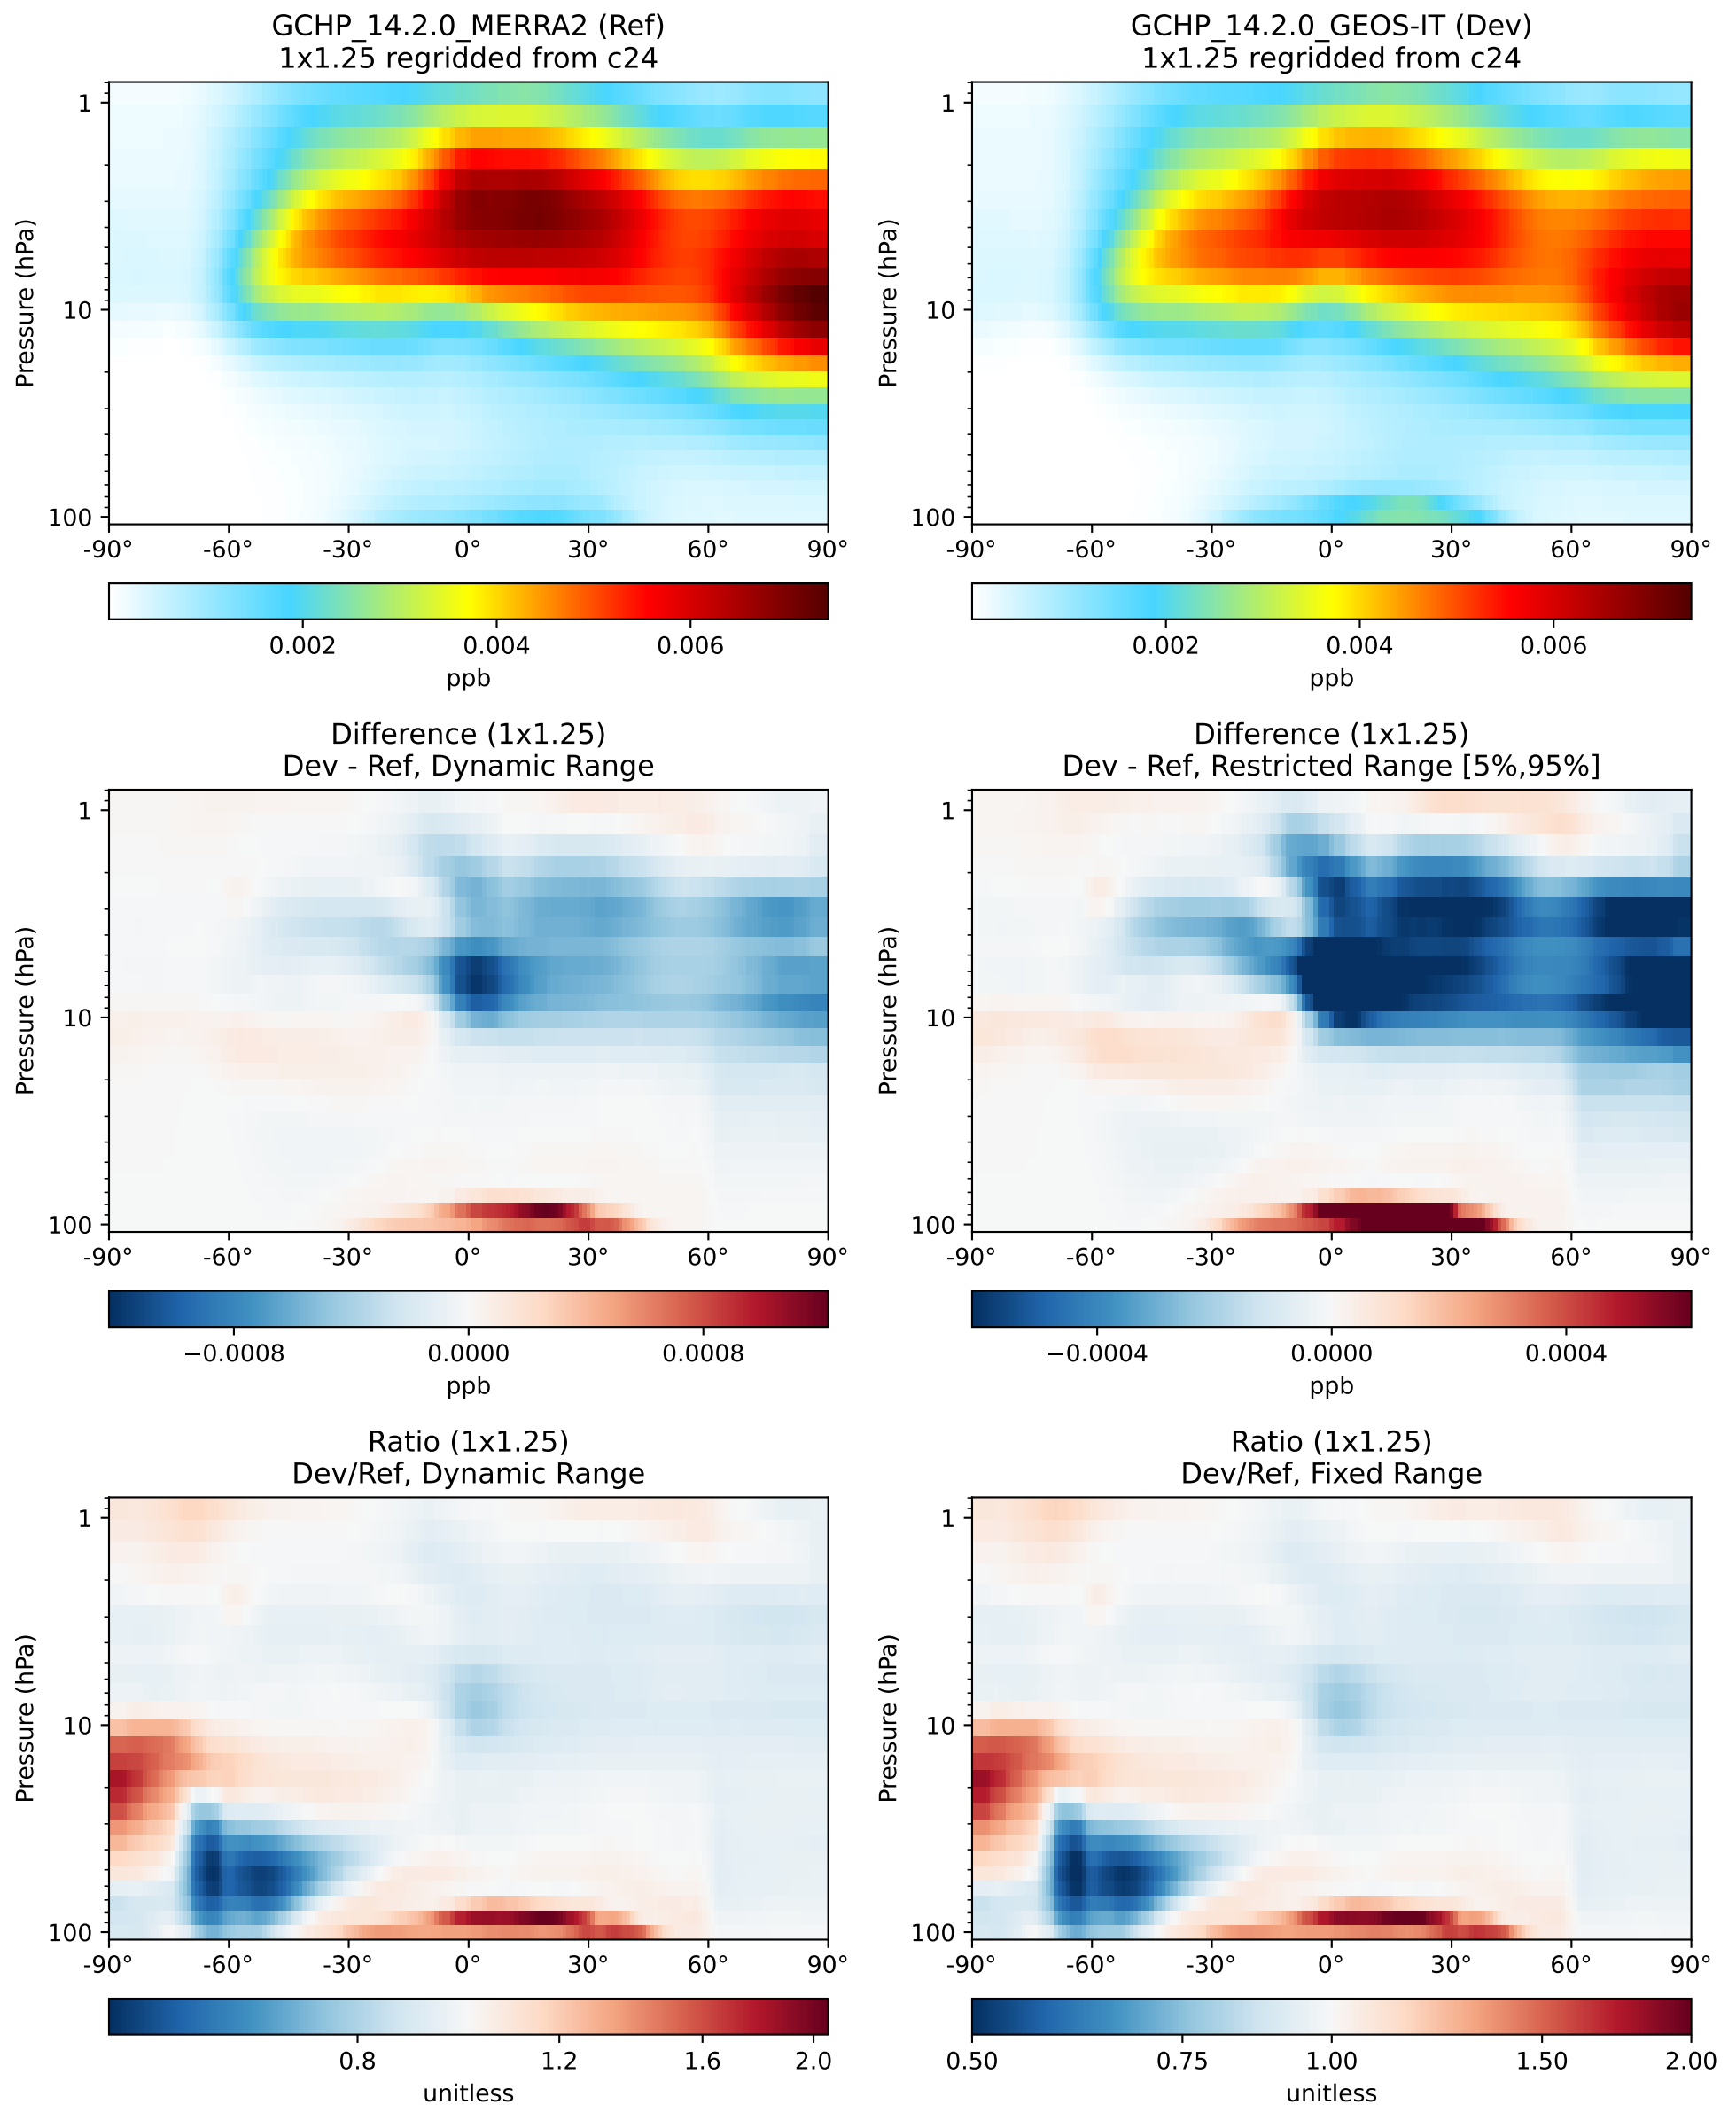 GCHP_14.2.0_MERRA2 (Ref)
1x1.25 regridded from c24
GCHP_14.2.0_GEOS-IT (Dev)
1x1.25 regridded from c24
Pressure (hPa)
1
10
100
-90° -60° -30° 0° 30° 60° 90°
0.002 0.004 0.006
ppb
Pressure (hPa)
1
10
100
-90° -60° -30° 0° 30° 60° 90°
0.002 0.004 0.006
ppb
Difference (1x1.25)
Dev - Ref, Dynamic Range
Difference (1x1.25)
Dev - Ref, Restricted Range [5%,95%]
Pressure (hPa)
1
10
100
-90° -60° -30° 0° 30° 60° 90°
−0.0008 0.0000 0.0008
ppb
Pressure (hPa)
1
10
100
-90° -60° -30° 0° 30° 60° 90°
−0.0004 0.0000 0.0004
ppb
Ratio (1x1.25)
Dev/Ref, Dynamic Range
Ratio (1x1.25)
Dev/Ref, Fixed Range
Pressure (hPa)
1
10
100
-90° -60° -30° 0° 30° 60° 90°
0.8 1.2 1.6 2.0
unitless
Pressure (hPa)
1
10
100
-90° -60° -30° 0° 30° 60° 90°
0.50 0.75 1.00 1.50 2.00
unitless